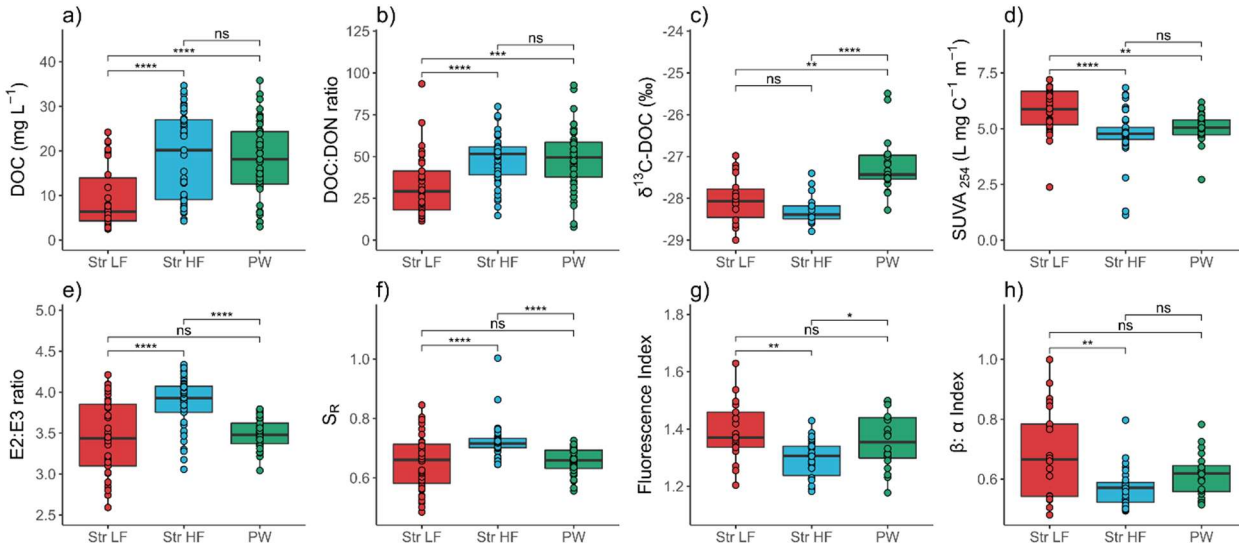 a)
DOC (mg L⁻¹)
ns
****
****
40
30
20
10
0
Str LF Str HF PW
b)
DOC:DON ratio
ns
***
****
125
100
75
50
25
0
Str LF Str HF PW
c)
δ¹³C-DOC (‰)
****
**
ns
-24
-25
-26
-27
-28
-29
Str LF Str HF PW
d)
SUVA ₂₅₄ (L mg C⁻¹ m⁻¹)
ns
**
****
10.0
7.5
5.0
2.5
0.0
Str LF Str HF PW
e)
E2:E3 ratio
****
ns
****
5.0
4.5
4.0
3.5
3.0
2.5
Str LF Str HF PW
f)
S_R
****
ns
****
1.0
0.8
0.6
Str LF Str HF PW
g)
Fluorescence Index
*
ns
**
1.8
1.6
1.4
1.2
Str LF Str HF PW
h)
β: α Index
ns
ns
**
1.0
0.8
0.6
Str LF Str HF PW